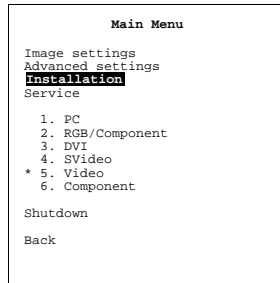 Main Menu
Image settings
Advanced settings
Installation
Service
1. PC
2. RGB/Component
3. DVI
4. SVideo
* 5. Video
6. Component
Shutdown
Back